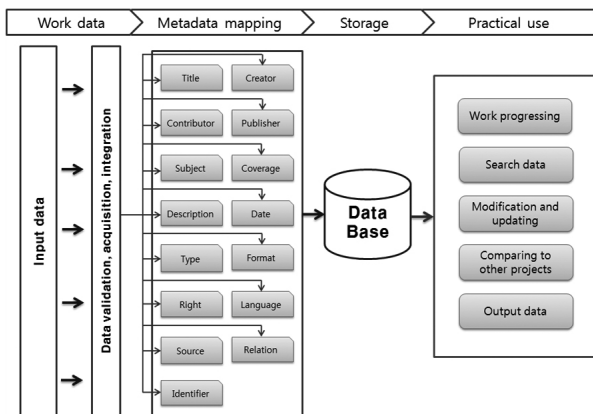 Work data
Metadata mapping
Storage
Practical use
Input data
Data validation, acquisition, integration
Title
Creator
Contributor
Publisher
Subject
Coverage
Description
Date
Type
Format
Right
Language
Source
Relation
Identifier
Data
Base
Work progressing
Search data
Modification and
updating
Comparing to
other projects
Output data